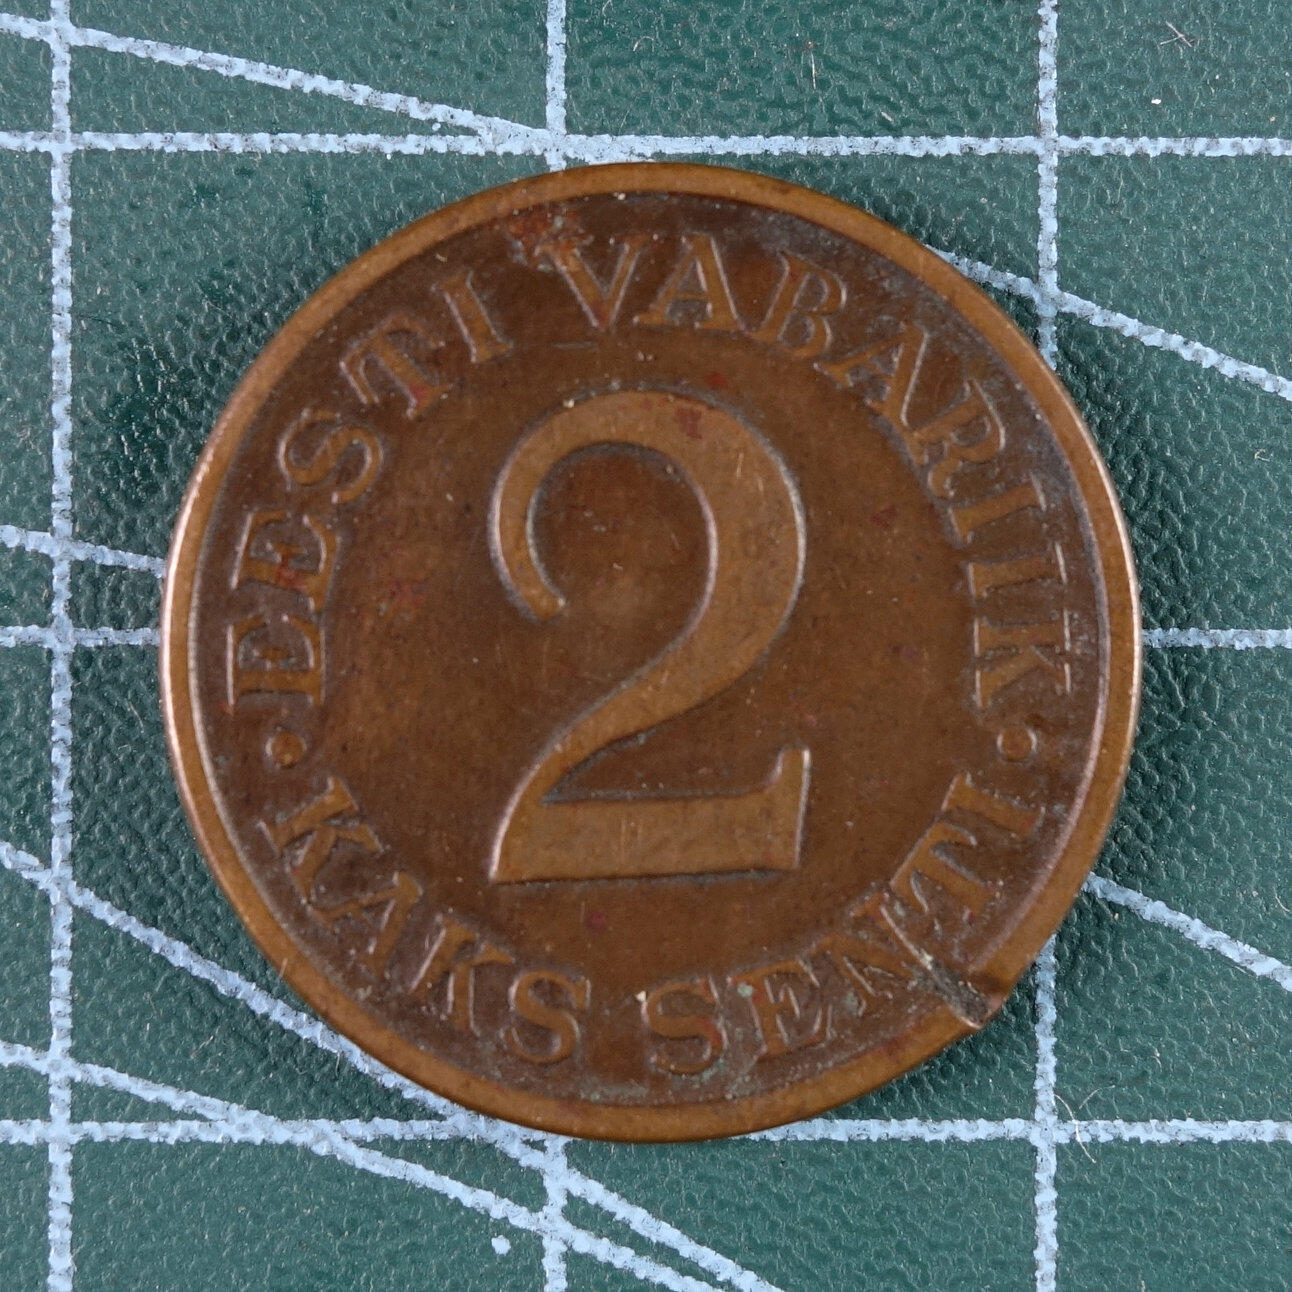 EESTI VABARIIK
2
KAKS SENTI